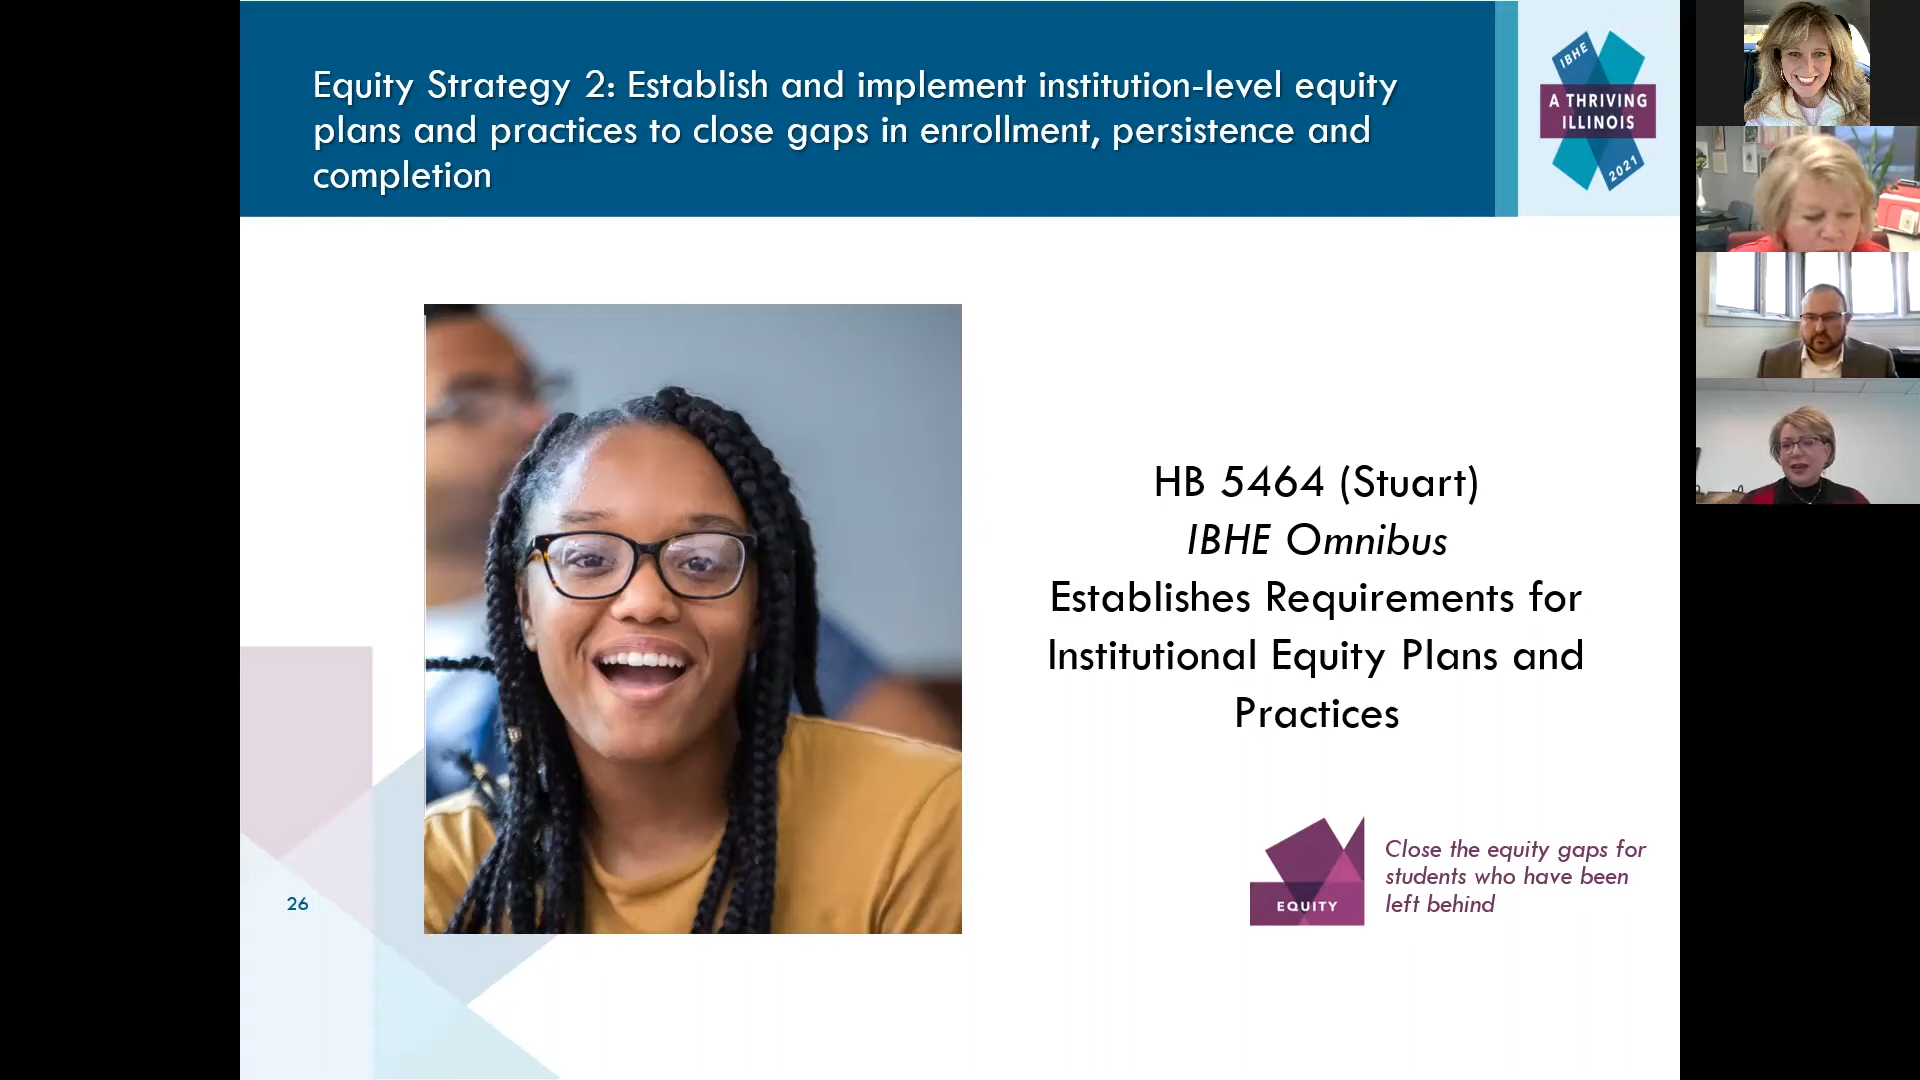 Equity Strategy 2: Establish and implement institution-level equity
plans and practices to close gaps in enrollment, persistence and
completion
IBHE
A THRIVING
ILLINOIS
2021
HB 5464 (Stuart)
IBHE Omnibus
Establishes Requirements for
Institutional Equity Plans and
Practices
EQUITY
Close the equity gaps for
students who have been
left behind
26